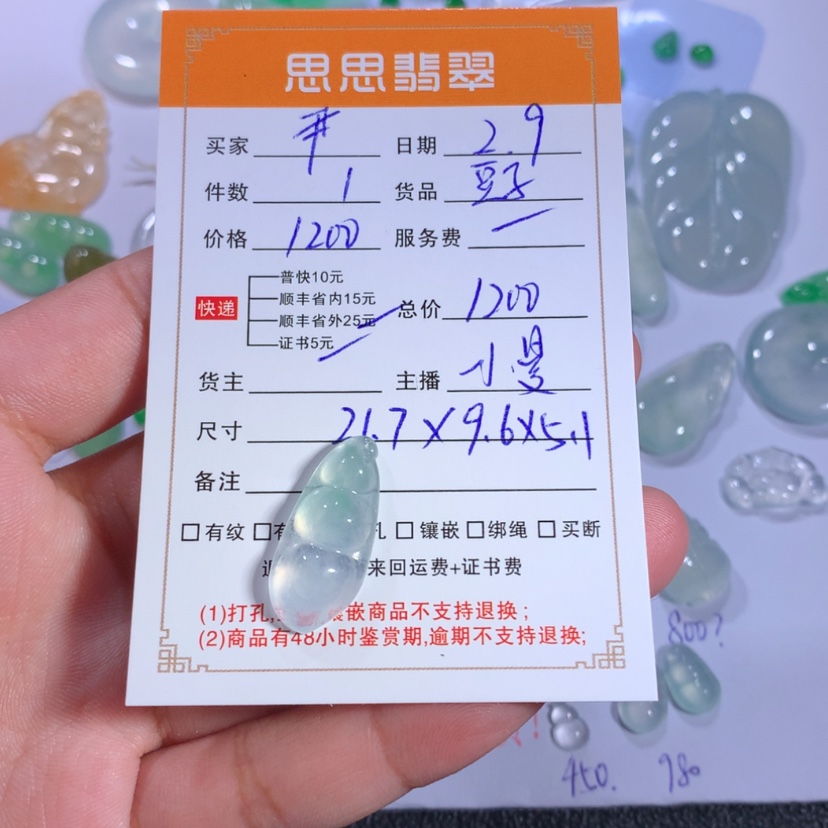 思思翡翠
买家 日期 2.9
件数 1 货品 豆子
价格 1200 服务费
快递
普快10元
顺丰省内15元
顺丰省外25元
证书5元
总价 1200
货主 主播 小曼
尺寸 21.7×9.6×5.1
备注
有纹 有 孔 镶嵌 绑绳 买断
来回运费+证书费
(1)打孔, 镶嵌商品不支持退换;
(2)商品有48小时鉴赏期,逾期不支持退换;
800?
450. 980